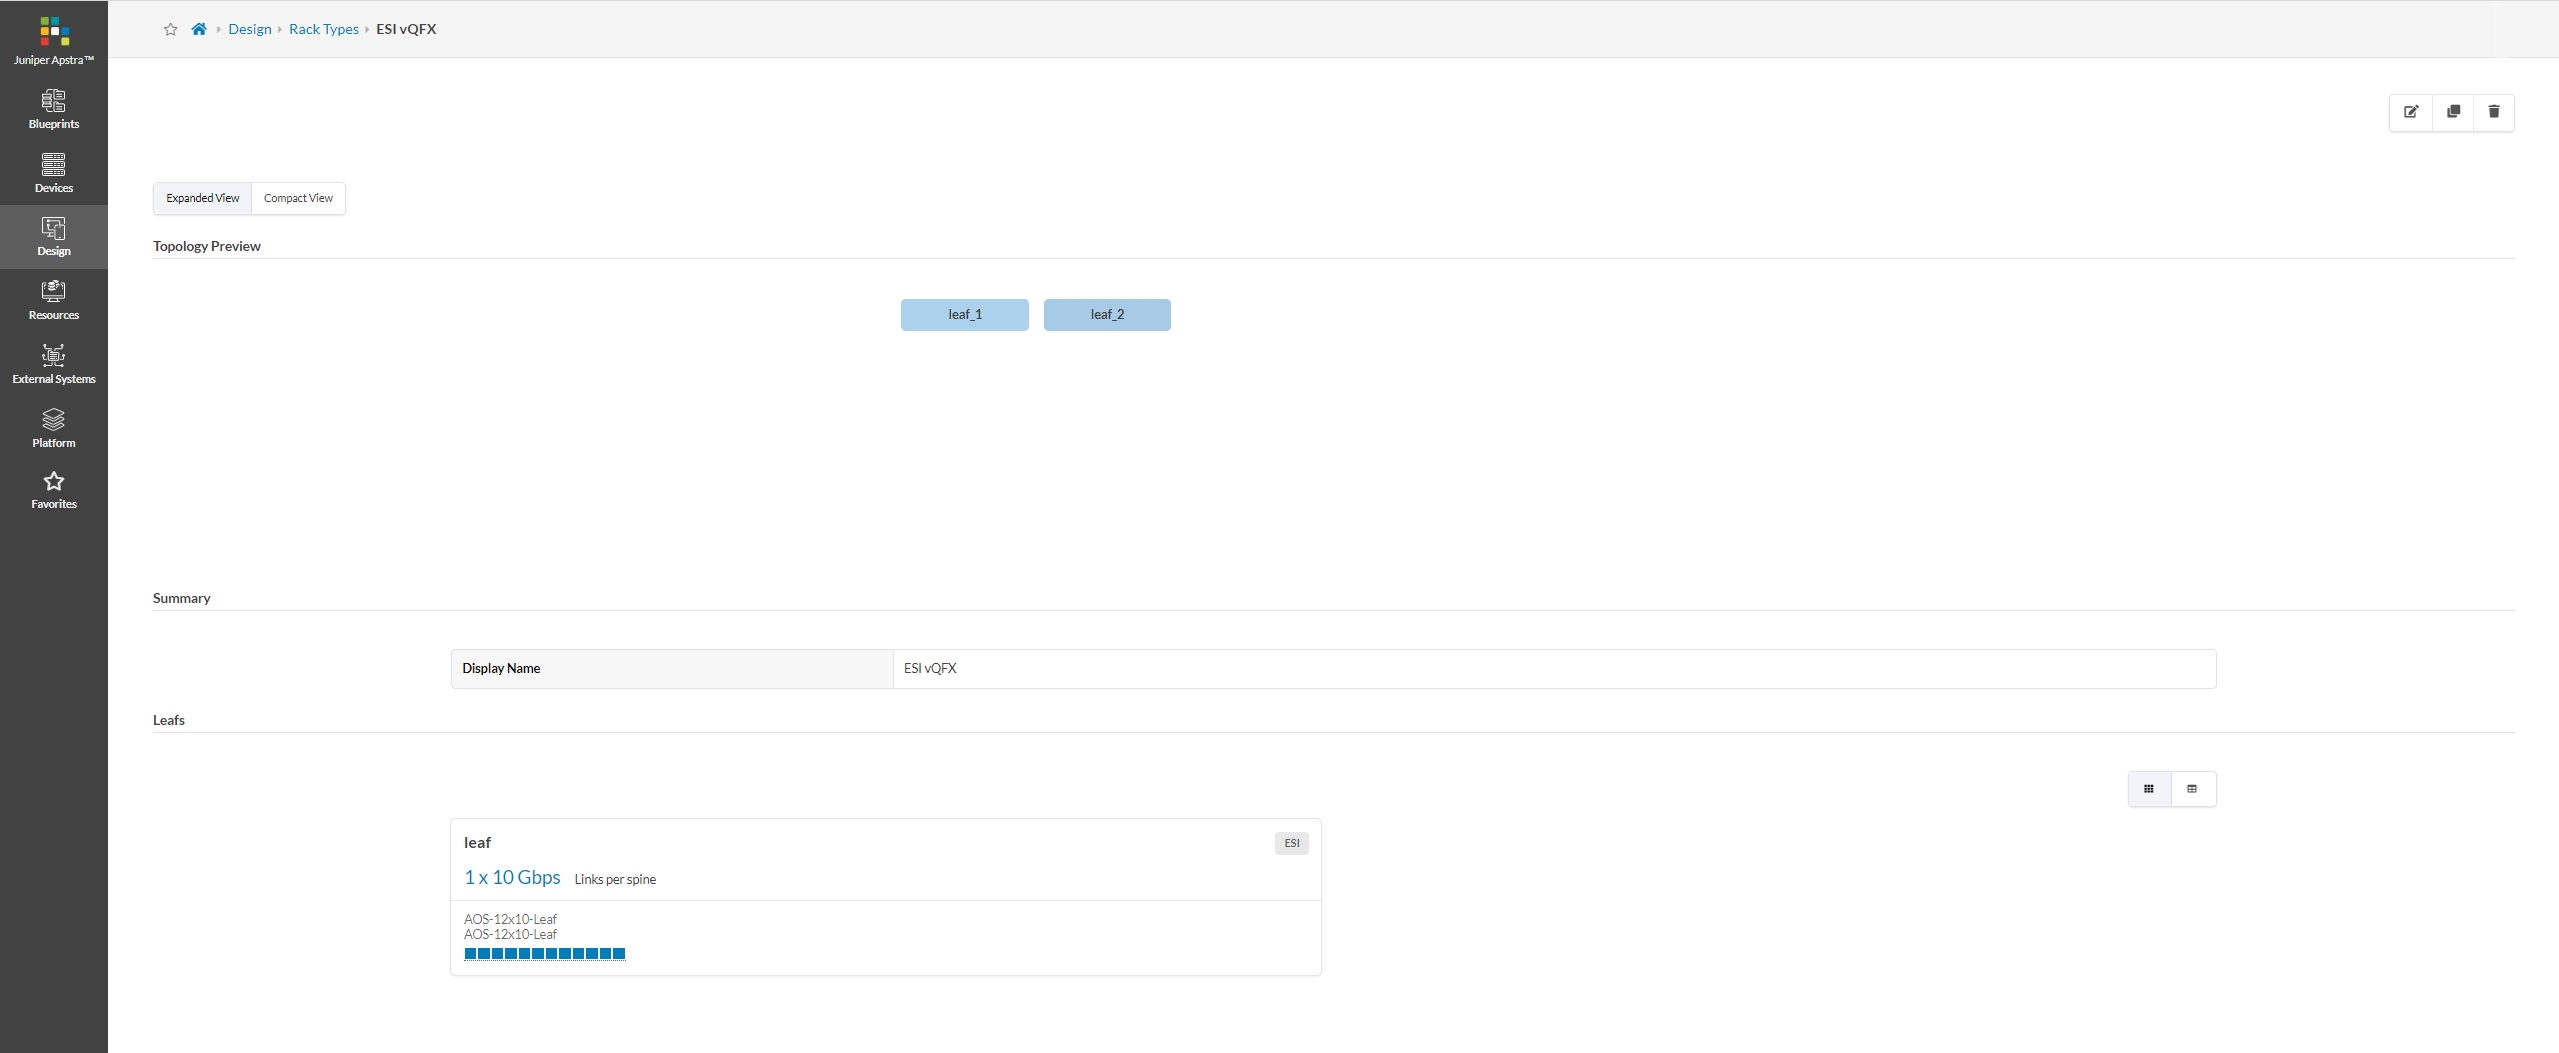 Juniper Apstra™
Blueprints
Devices
Design
Resources
External Systems
Platform
Favorites
Design Rack Types ESI vQFX
Expanded View Compact View
Topology Preview
leaf_1 leaf_2
Summary
Display Name ESI vQFX
Leafs
leaf ESI
1 x 10 Gbps Links per spine
AOS-12x10-Leaf
AOS-12x10-Leaf